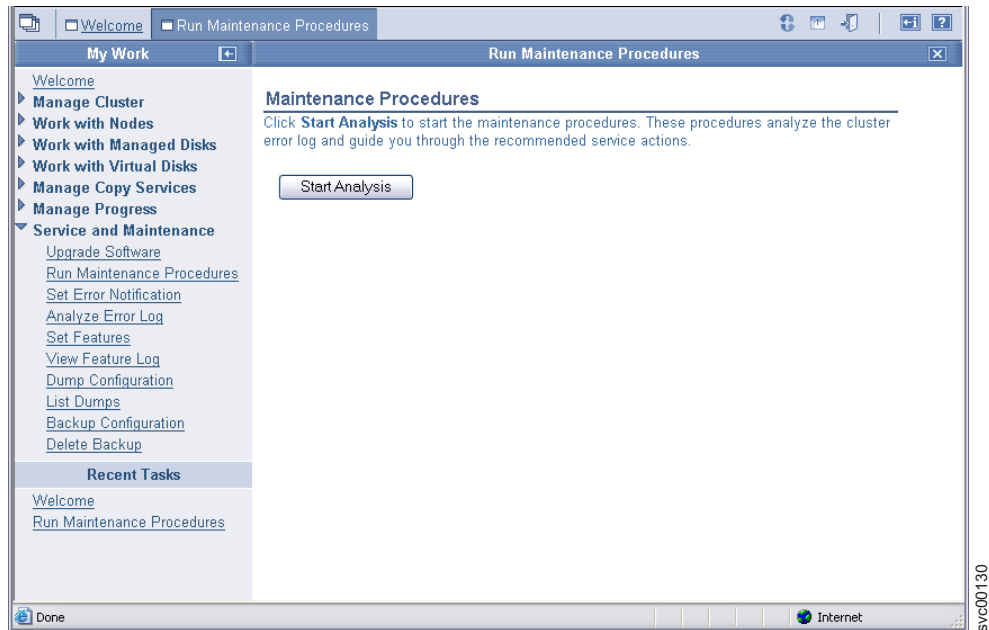 Welcome
Run Maintenance Procedures
My Work
Run Maintenance Procedures
Welcome
Manage Cluster
Work with Nodes
Work with Managed Disks
Work with Virtual Disks
Manage Copy Services
Manage Progress
Service and Maintenance
Upgrade Software
Run Maintenance Procedures
Set Error Notification
Analyze Error Log
Set Features
View Feature Log
Dump Configuration
List Dumps
Backup Configuration
Delete Backup
Recent Tasks
Welcome
Run Maintenance Procedures
Maintenance Procedures
Click Start Analysis to start the maintenance procedures. These procedures analyze the cluster
error log and guide you through the recommended service actions.
Start Analysis
Done
Internet
svc00130